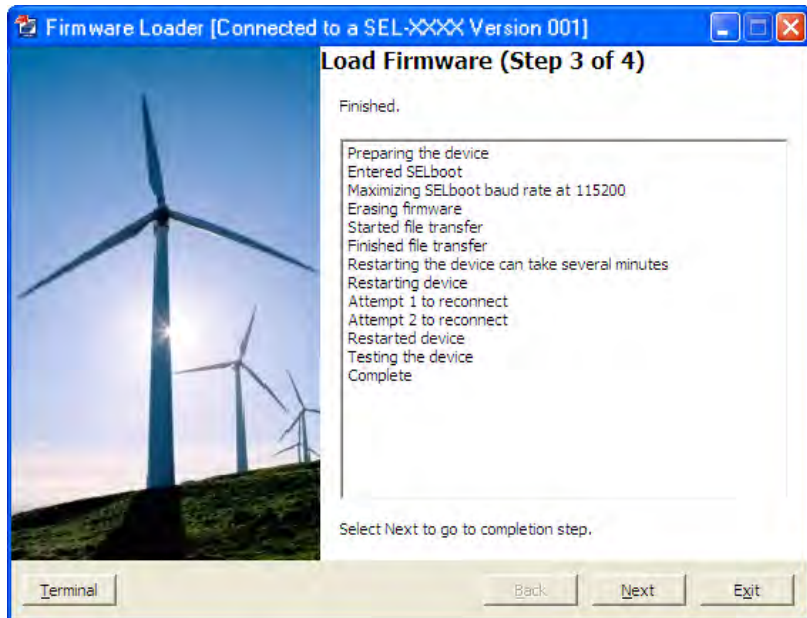 Firmware Loader [Connected to a SEL-XXXX Version 001]
Load Firmware (Step 3 of 4)
Finished.
Preparing the device
Entered SELboot
Maximizing SELboot baud rate at 115200
Erasing firmware
Started file transfer
Finished file transfer
Restarting the device can take several minutes
Restarting device
Attempt 1 to reconnect
Attempt 2 to reconnect
Restarted device
Testing the device
Complete
Select Next to go to completion step.
Terminal Back Next Exit